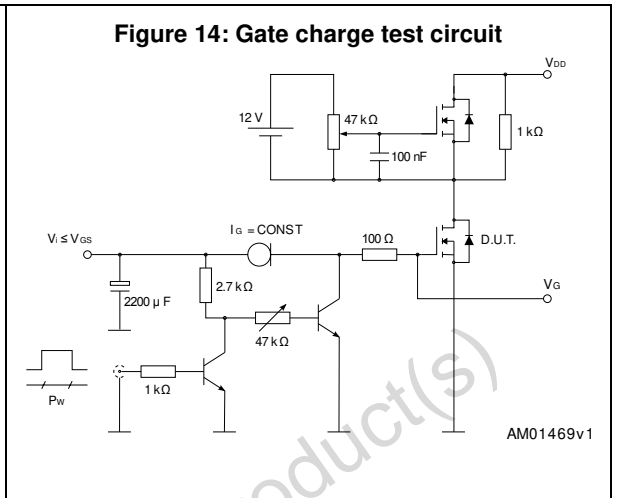 Figure 14: Gate charge test circuit
VDD
12 V
47 kΩ
1 kΩ
100 nF
Vi ≤ VGS
IG = CONST
100 Ω
D.U.T.
2.7 kΩ
VG
2200 µF
47 kΩ
1 kΩ
PW
AM01469v1
oduct(s)